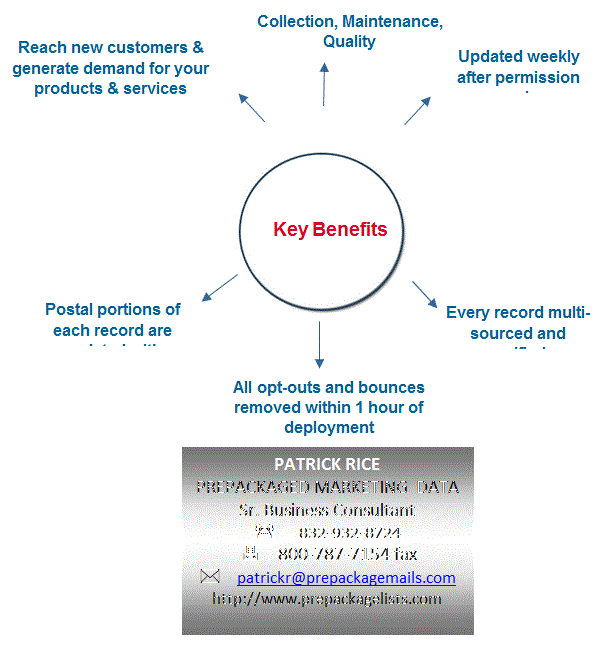 Collection, Maintenance,
Quality
Reach new customers &
generate demand for your
products & services
Updated weekly
after permission
Key Benefits
Postal portions of
each record are
Every record multi-
sourced and
All opt-outs and bounces
removed within 1 hour of
deployment
PATRICK RICE
PREPACKAGED MARKETING DATA
Sr. Business Consultant
832-932-8724
800-787-7154 fax
patrickr@prepackagemails.com
http://www.prepackagelists.com